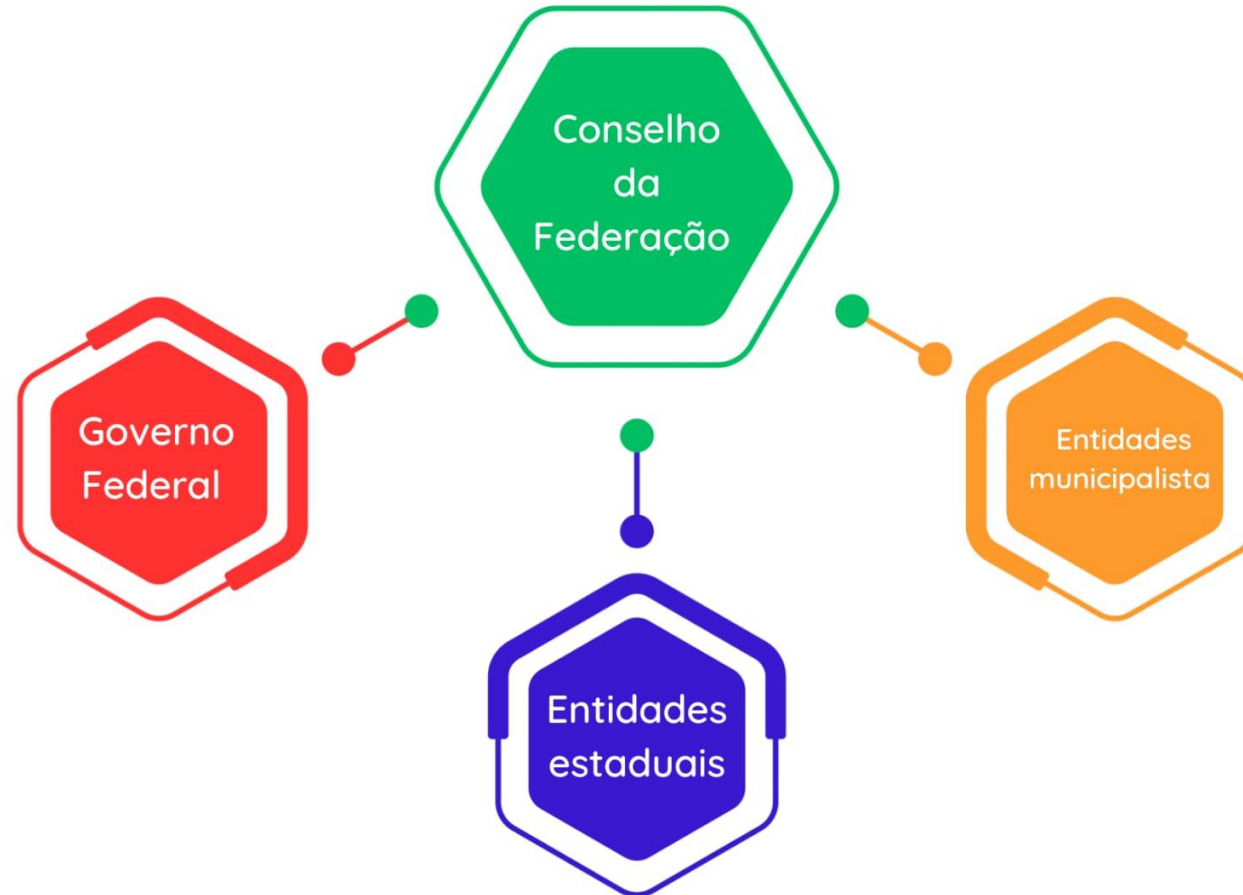 Conselho
da
Federação
Governo
Federal
Entidades
municipalista
Entidades
estaduais